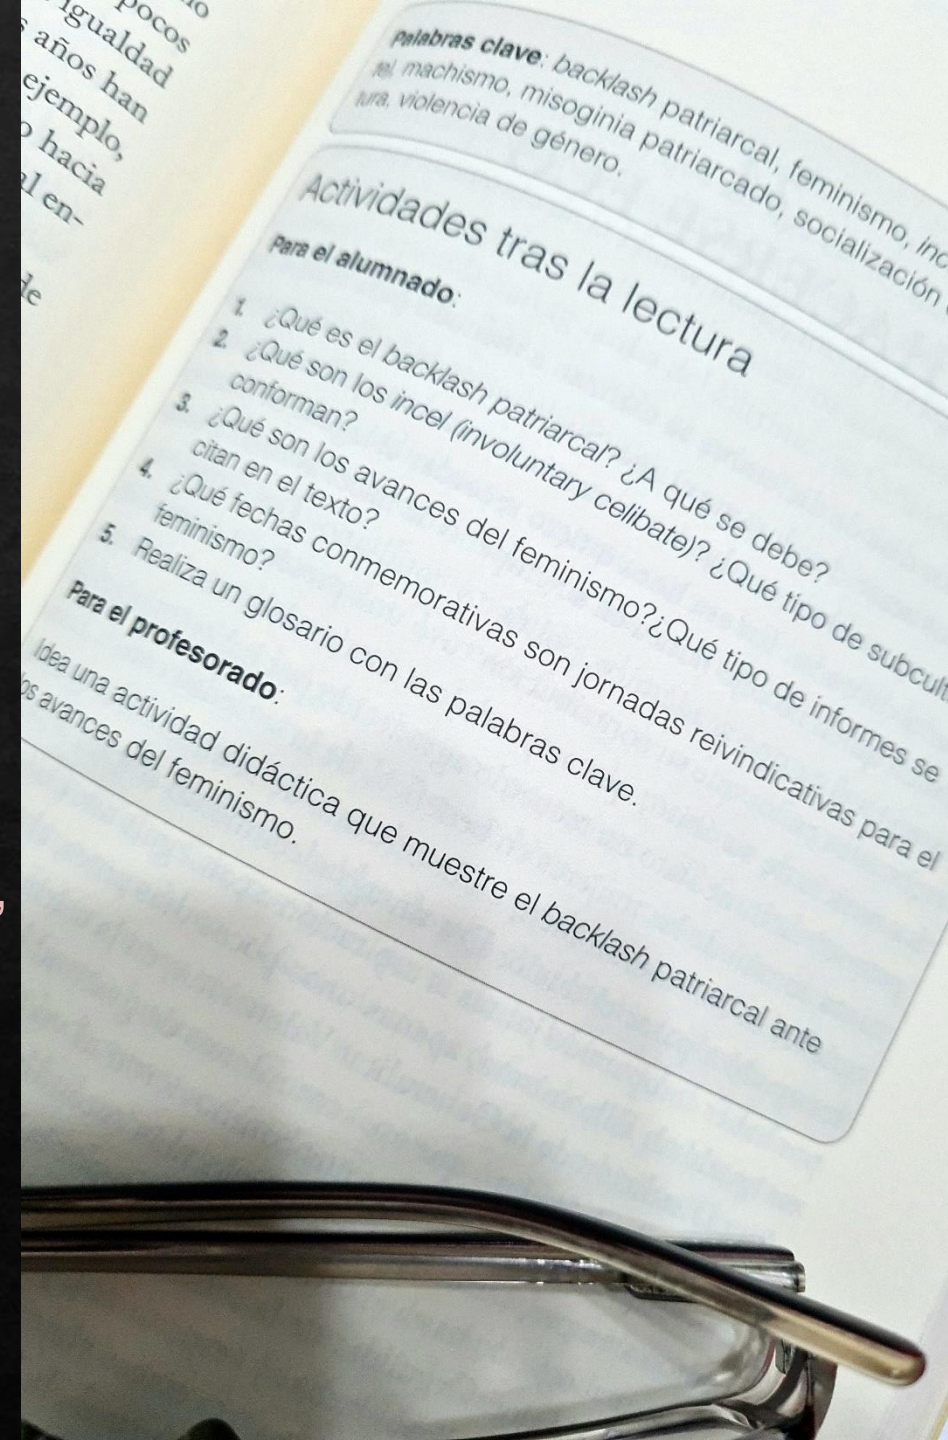 pocos
igualdad
años han
ejemplo,
hacia
en-
Palabras clave: backlash patriarcal, feminismo,
machismo, misoginia patriarcado, socialización
violencia de género.
Actividades tras la lectura
Para el alumnado:
1. ¿Qué es el backlash patriarcal? ¿A qué se debe?
2. ¿Qué son los incel (involuntary celibate)? ¿Qué tipo de
conforman?
3. ¿Qué son los avances del feminismo?¿Qué tipo de informes se
citan en el texto?
4. ¿Qué fechas conmemorativas son jornadas reivindicativas para el
feminismo?
5. Realiza un glosario con las palabras clave.
Para el profesorado:
Idea una actividad didáctica que muestre el backlash patriarcal ante
los avances del feminismo.